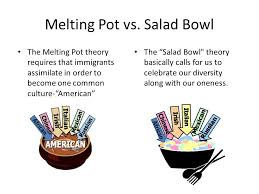 Melting Pot vs. Salad Bowl
• The Melting Pot theory
requires that immigrants
assimilate in order to
become one common
culture-“American”
• The “Salad Bowl” theory
basically calls for us to
celebrate our diversity
along with our oneness.
Italian
AMERICAN
Italian